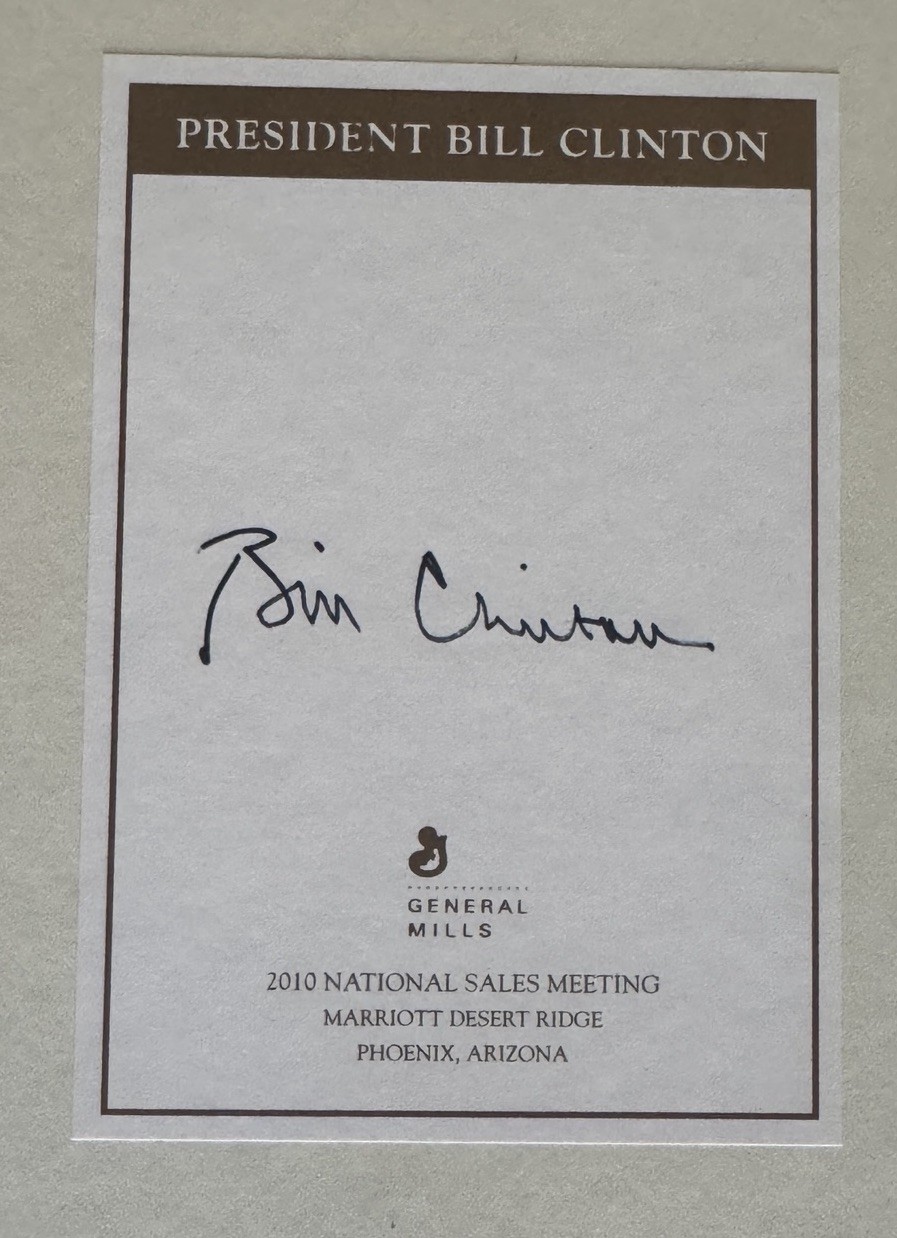 PRESIDENT BILL CLINTON
Bill Clinton
GENERAL
MILLS
2010 NATIONAL SALES MEETING
MARRIOTT DESERT RIDGE
PHOENIX, ARIZONA